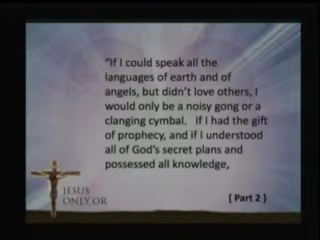 "If I could speak all the
languages of earth and of
angels, but didn't love others, I
would only be a noisy gong or a
clanging cymbal. If I had the gift
of prophecy, and if I understood
all of God's secret plans and
possessed all knowledge,
JESUS
ONLY.OR
[ Part 2 }